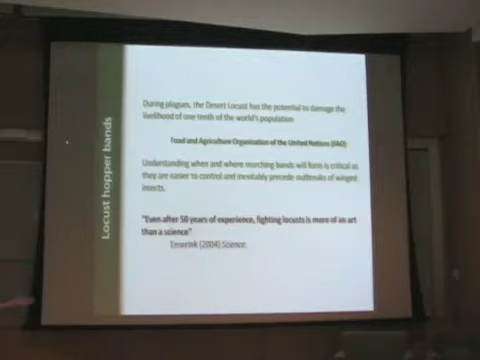 Locust hopper bands
During plagues, the Desert Locust has the potential to damage the
livelihood of one tenth of the world's population
Food and Agriculture Organisation of the United Nations (FAO)
Understanding when and where marching bands will form is critical as
they are easier to control and inevitably precede outbreaks of winged
insects.
"Even after 50 years of experience, fighting locusts is more of an art
than a science"
Enserink (2004) Science.